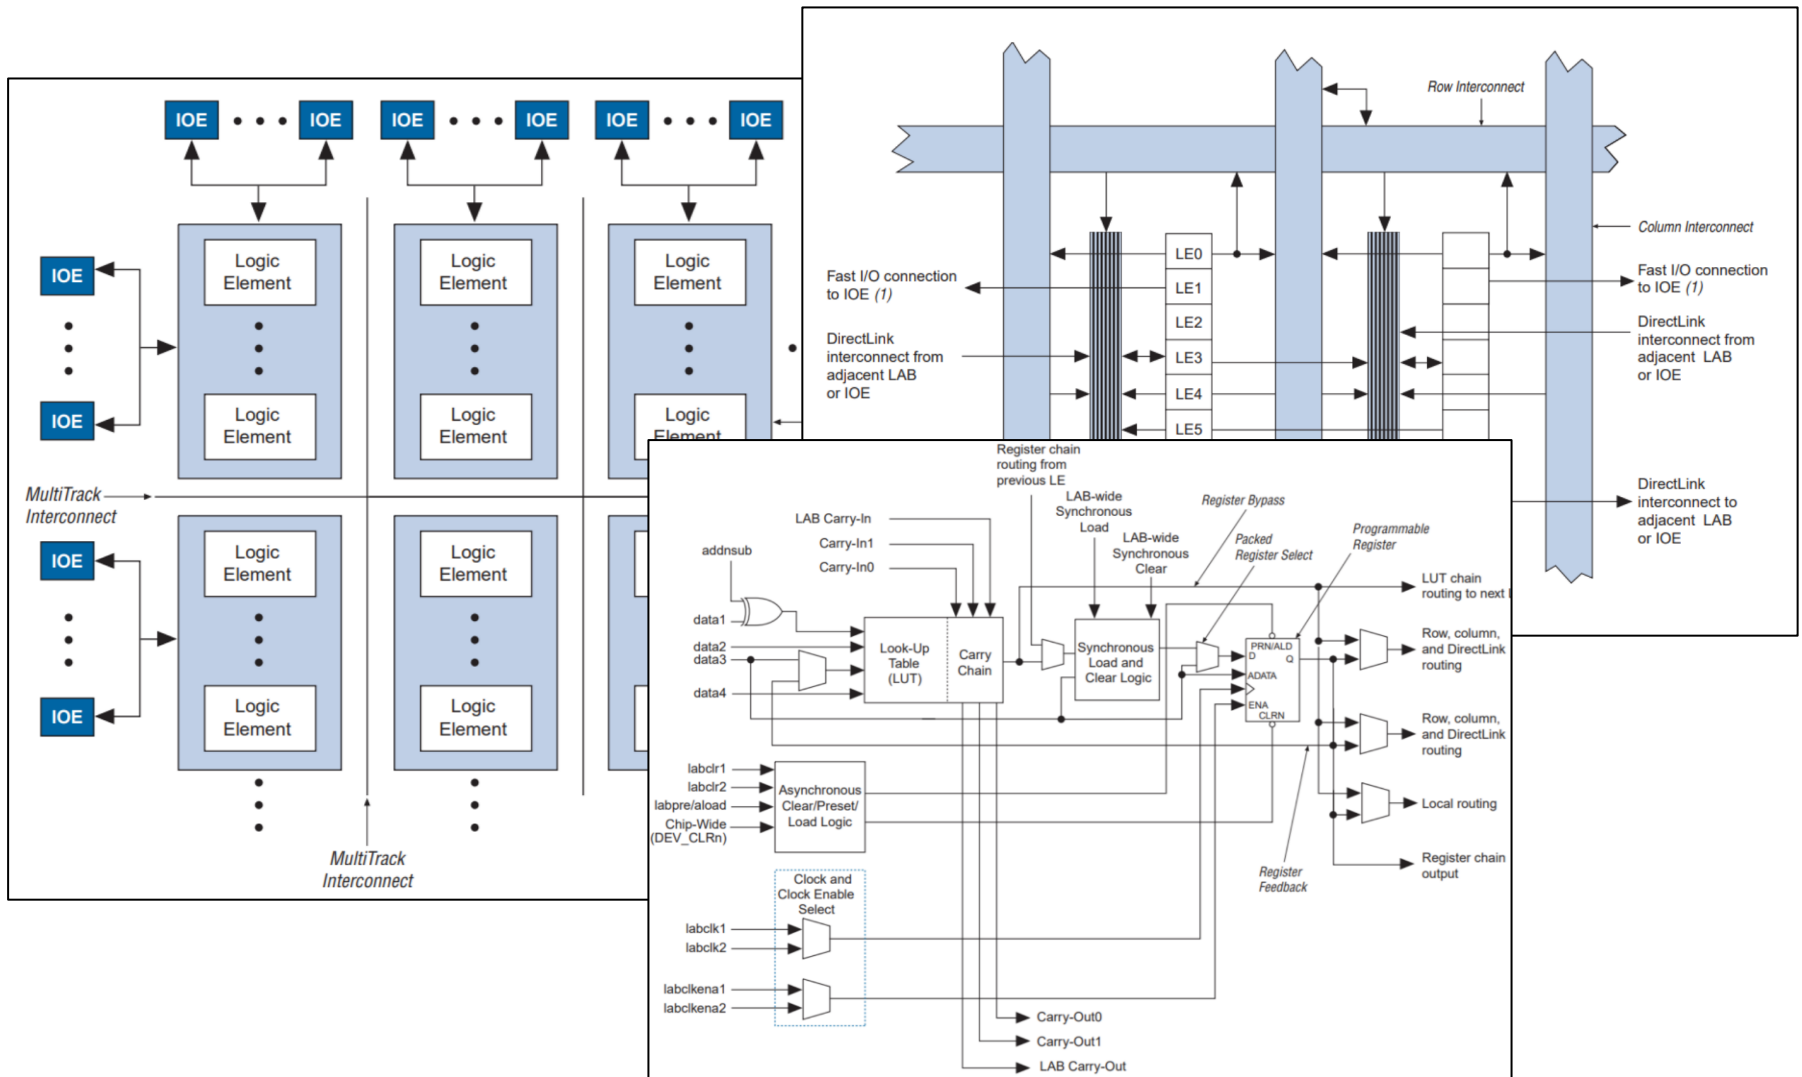 IOE
IOE
IOE
IOE
IOE
IOE
IOE
Logic
Element
Logic
Element
Logic
Element
IOE
Logic
Element
Logic
Element
Logic
Element
MultiTrack
Interconnect
IOE
Logic
Element
Logic
Element
IOE
Logic
Element
Logic
Element
MultiTrack
Interconnect
Row Interconnect
Column Interconnect
Fast I/O connection
to IOE (1)
DirectLink
interconnect from
adjacent LAB
or IOE
LE0
LE1
LE2
LE3
LE4
LE5
Fast I/O connection
to IOE (1)
DirectLink
interconnect from
adjacent LAB
or IOE
DirectLink
interconnect to
adjacent LAB
or IOE
Register chain
routing from
previous LE
LAB-wide
Synchronous
Load
LAB-wide
Synchronous
Clear
Register Bypass
Packed
Register Select
Programmable
Register
LAB Carry-In
Carry-In1
Carry-In0
addnsub
data1
data2
data3
data4
Look-Up
Table
(LUT)
Carry
Chain
Synchronous
Load and
Clear Logic
PRN/ALD
D
Q
ADATA
ENA
CLRN
LUT chain
routing to next
Row, column,
and DirectLink
routing
Row, column,
and DirectLink
routing
Local routing
Register chain
output
Register
Feedback
labclr1
labclr2
labpre/aload
Chip-Wide
(DEV_CLRn)
Asynchronous
Clear/Preset/
Load Logic
Clock and
Clock Enable
Select
labclk1
labclk2
labclkena1
labclkena2
Carry-Out0
Carry-Out1
LAB Carry-Out